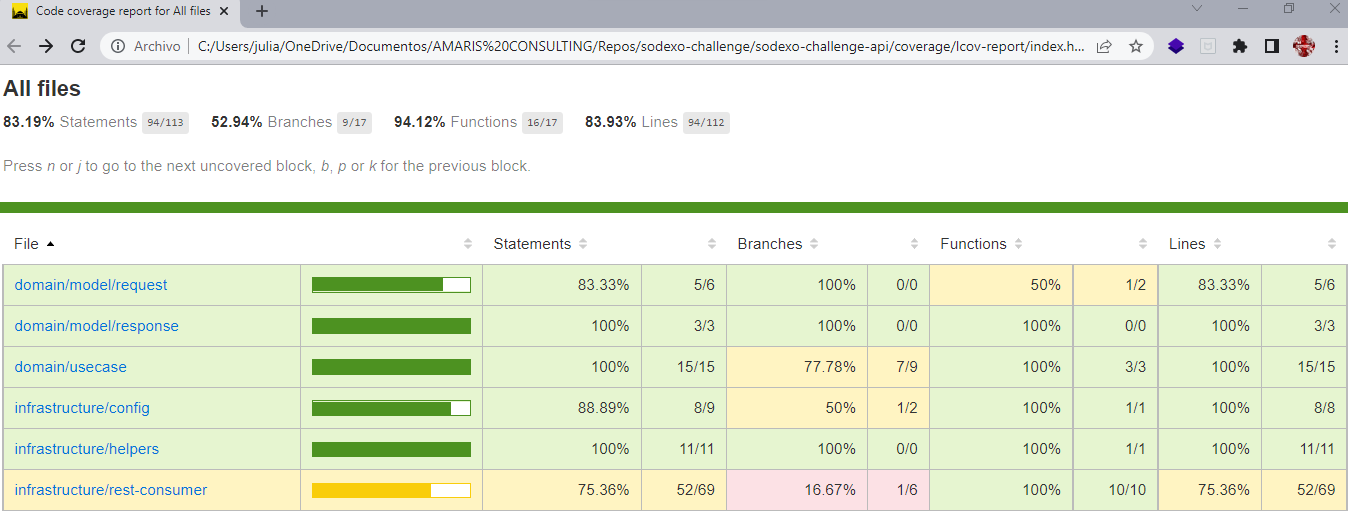 Code coverage report for All files
Archivo C:/Users/julia/OneDrive/Documentos/AMARIS%20CONSULTING/Repos/sodexo-challenge/sodexo-challenge-api/coverage/lcov-report/index.h...
All files
83.19% Statements 94/113 52.94% Branches 9/17 94.12% Functions 16/17 83.93% Lines 94/112
Press n or j to go to the next uncovered block, b, p or k for the previous block.
File Statements Branches Functions Lines
domain/model/request 83.33% 5/6 100% 0/0 50% 1/2 83.33% 5/6
domain/model/response 100% 3/3 100% 0/0 100% 0/0 100% 3/3
domain/usecase 100% 15/15 77.78% 7/9 100% 3/3 100% 15/15
infrastructure/config 88.89% 8/9 50% 1/2 100% 1/1 100% 8/8
infrastructure/helpers 100% 11/11 100% 0/0 100% 1/1 100% 11/11
infrastructure/rest-consumer 75.36% 52/69 16.67% 1/6 100% 10/10 75.36% 52/69